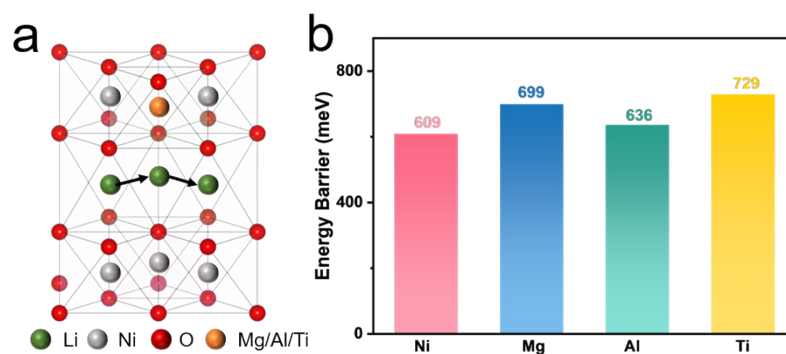 a
Li Ni O Mg/Al/Ti
b
Energy Barrier (meV)
800
400
0
609
699
636
729
Ni Mg Al Ti